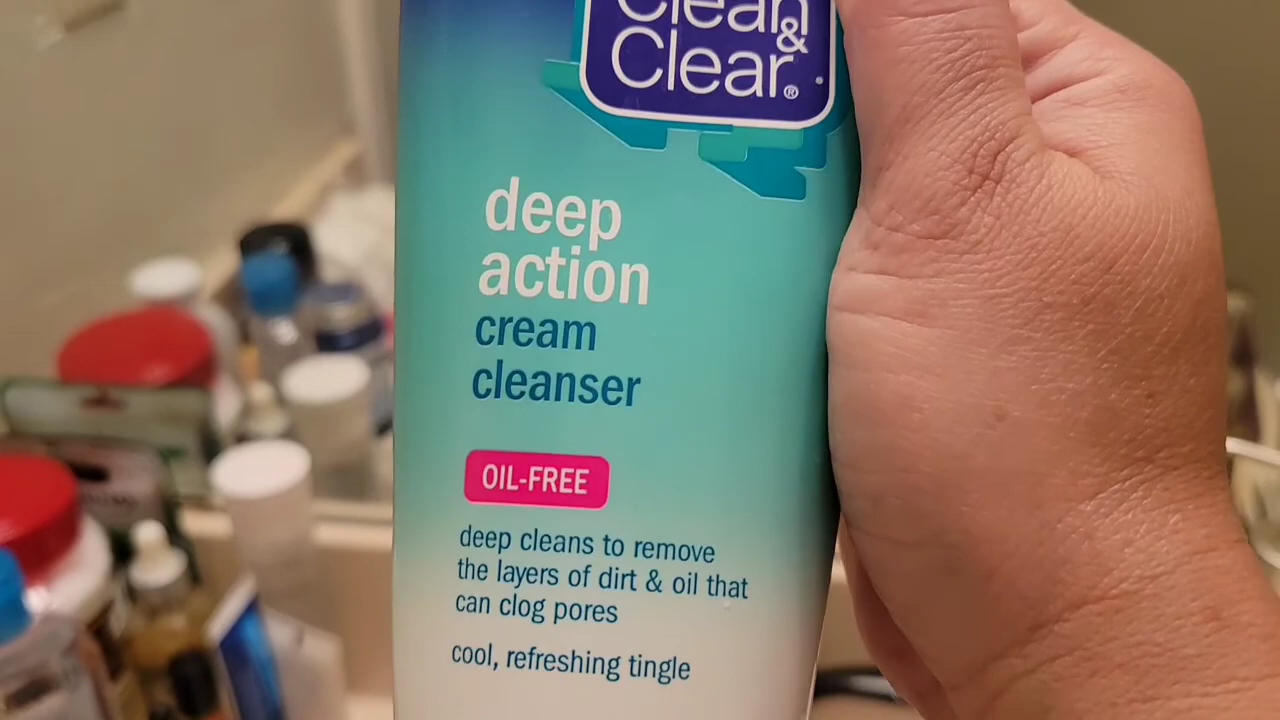 Clean
&
Clear®
deep
action
cream
cleanser
OIL-FREE
deep cleans to remove
the layers of dirt & oil that
can clog pores
cool, refreshing tingle